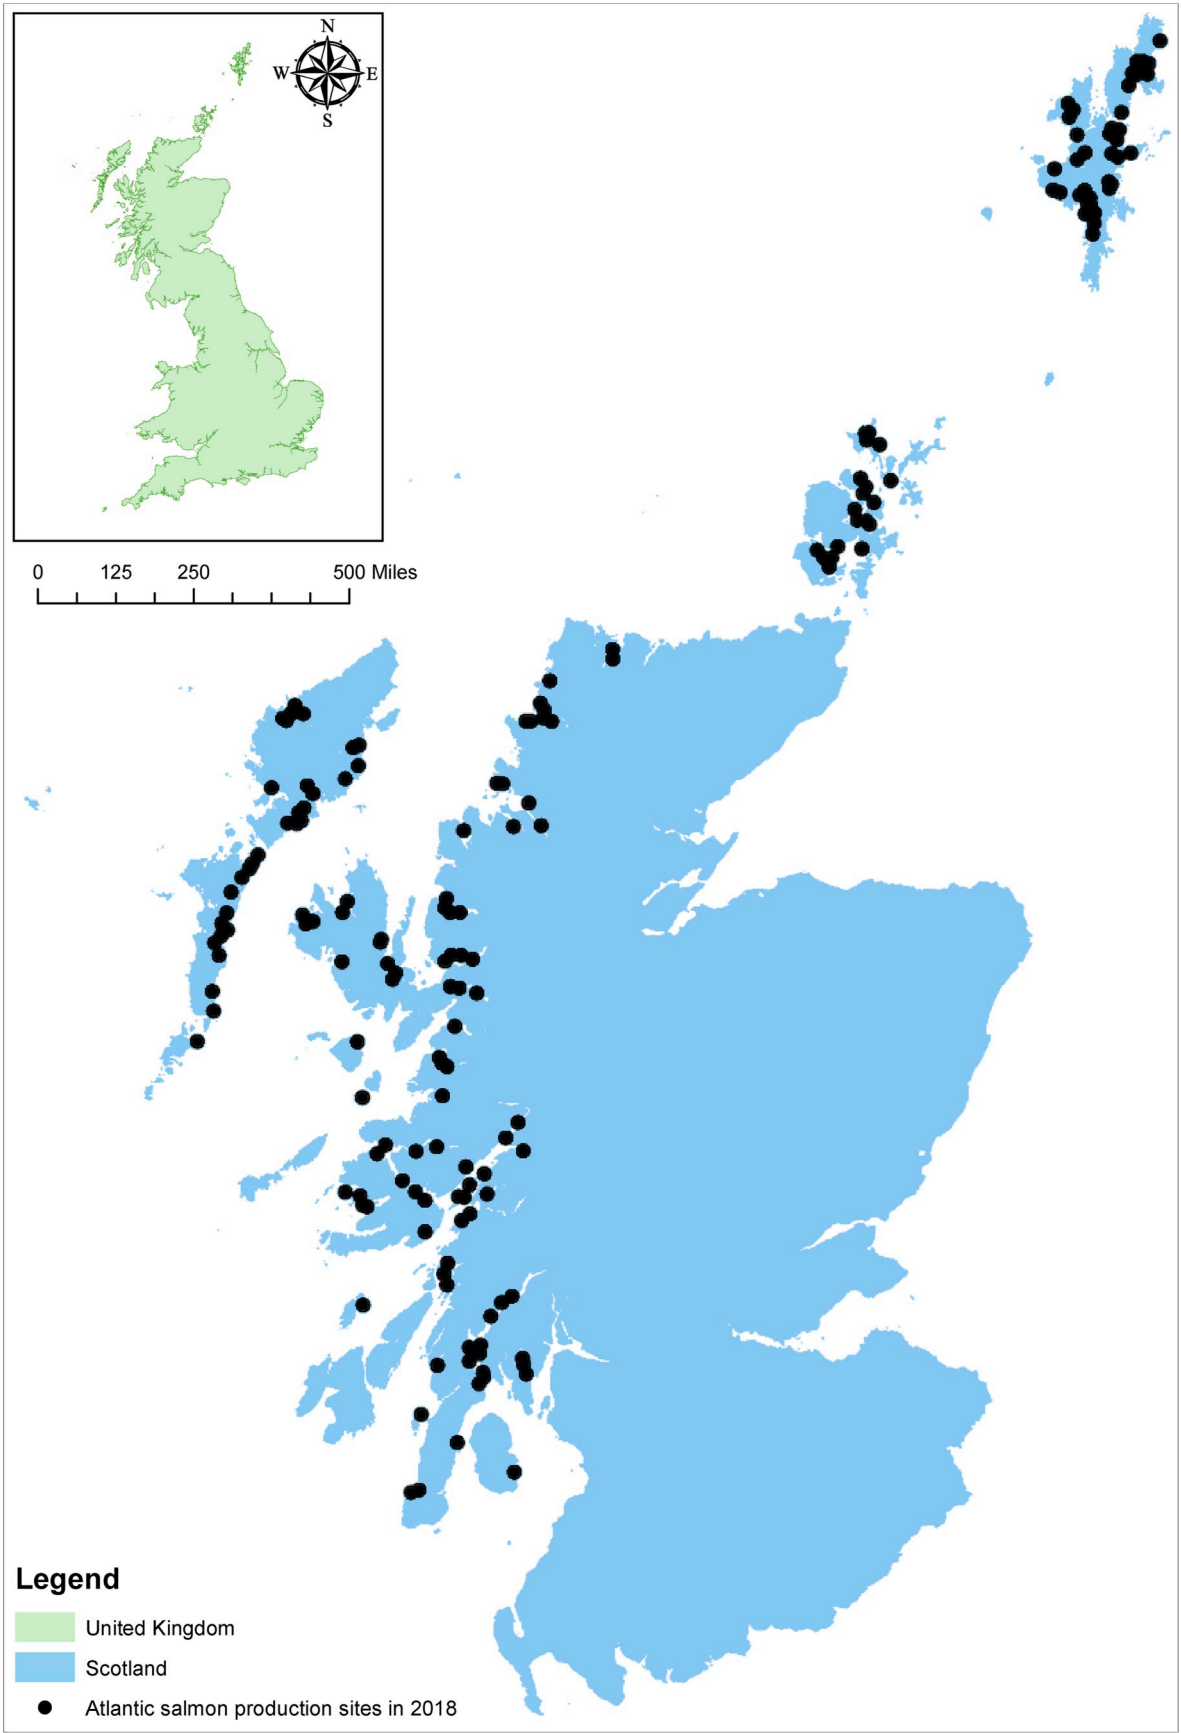 N
W E
S
0 125 250 500 Miles
Legend
United Kingdom
Scotland
Atlantic salmon production sites in 2018